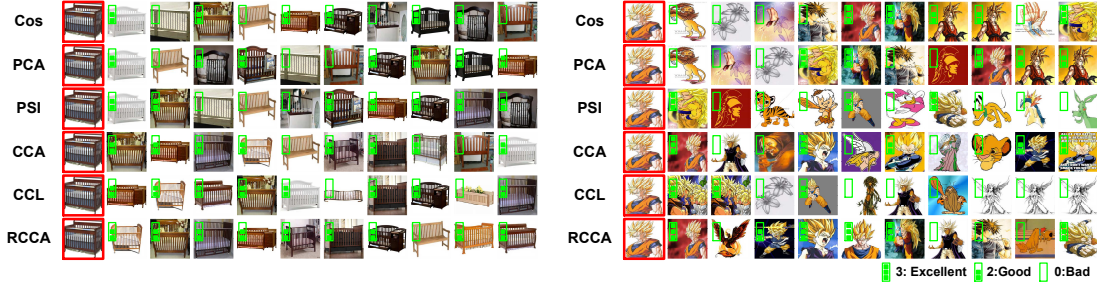 Cos Cos
PCA PCA
PSI PSI
CCA CCA
CCL CCL
RCCA RCCA
3: Excellent 2:Good 0:Bad